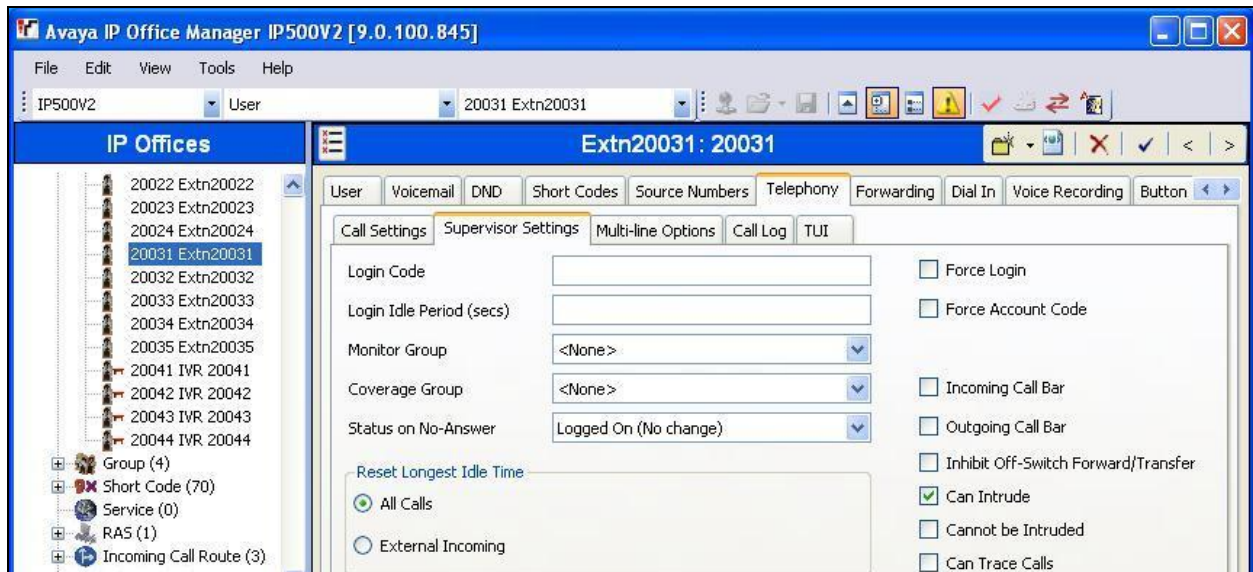 Avaya IP Office Manager IP500V2 [9.0.100.845]
File Edit View Tools Help
IP500V2 User 20031 Extn20031
IP Offices
20022 Extn20022
20023 Extn20023
20024 Extn20024
20031 Extn20031
20032 Extn20032
20033 Extn20033
20034 Extn20034
20035 Extn20035
20041 IVR 20041
20042 IVR 20042
20043 IVR 20043
20044 IVR 20044
Group (4)
Short Code (70)
Service (0)
RAS (1)
Incoming Call Route (3)
Extn20031: 20031
User Voicemail DND Short Codes Source Numbers Telephony Forwarding Dial In Voice Recording Button
Call Settings Supervisor Settings Multi-line Options Call Log TUI
Login Code
Login Idle Period (secs)
Monitor Group <None>
Coverage Group <None>
Status on No-Answer Logged On (No change)
Reset Longest Idle Time
All Calls
External Incoming
Force Login
Force Account Code
Incoming Call Bar
Outgoing Call Bar
Inhibit Off-Switch Forward/Transfer
Can Intrude
Cannot be Intruded
Can Trace Calls